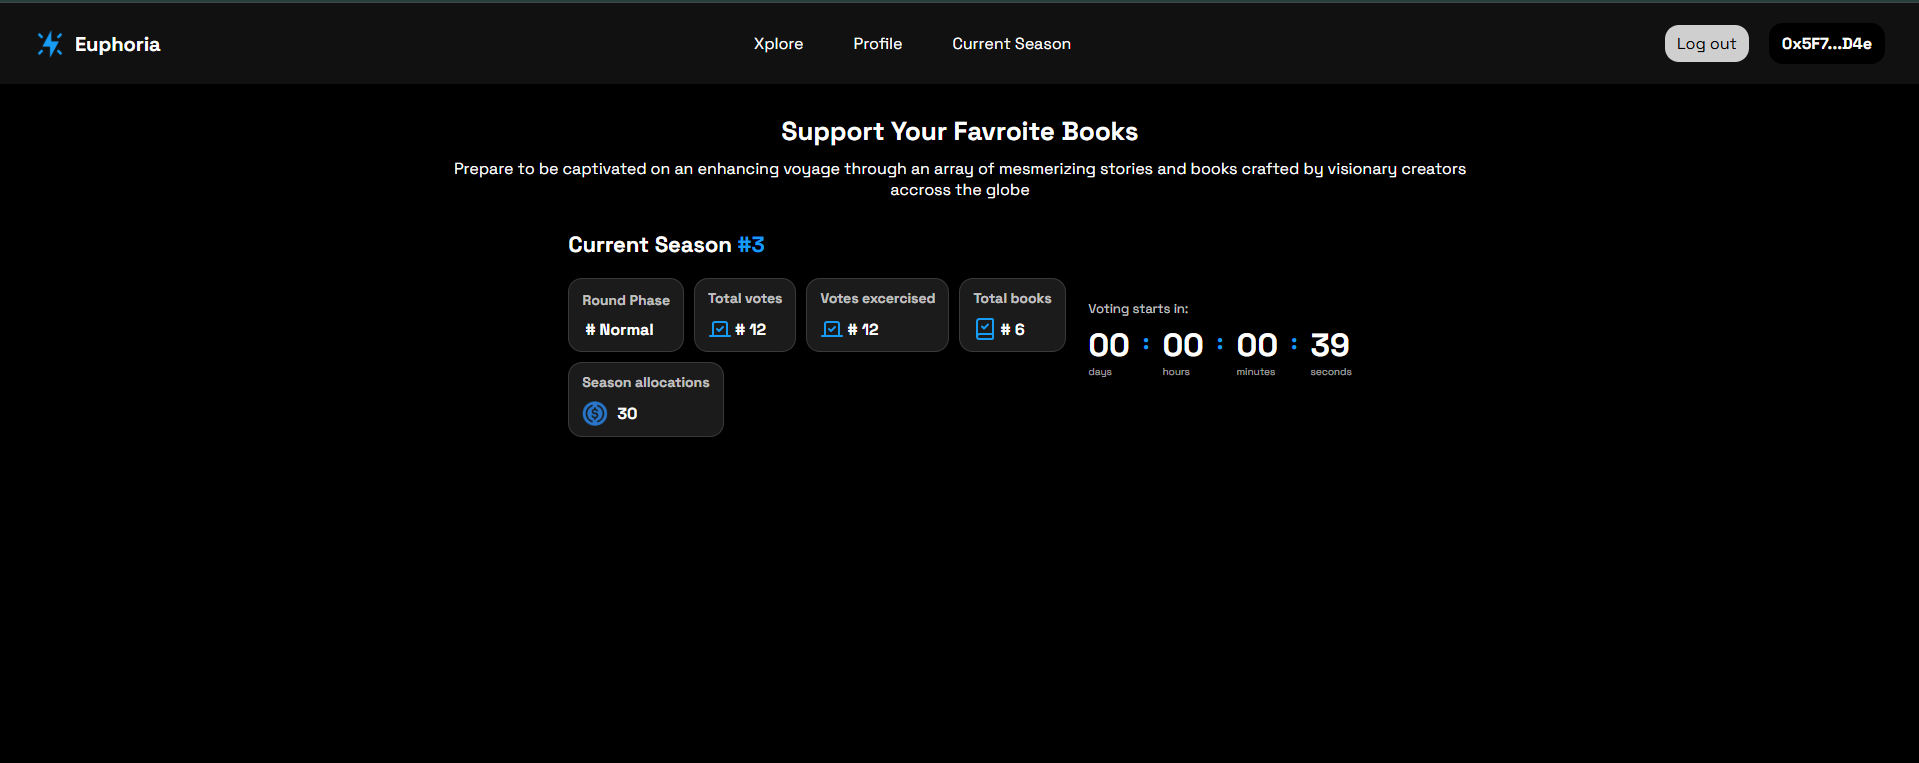 Euphoria
Xplore Profile Current Season
Log out 0x5F7...D4e
Support Your Favroite Books
Prepare to be captivated on an enhancing voyage through an array of mesmerizing stories and books crafted by visionary creators
accross the globe
Current Season #3
Round Phase
# Normal
Total votes
# 12
Votes excercised
# 12
Total books
# 6
Season allocations
30
Voting starts in:
00 : 00 : 00 : 39
days hours minutes seconds